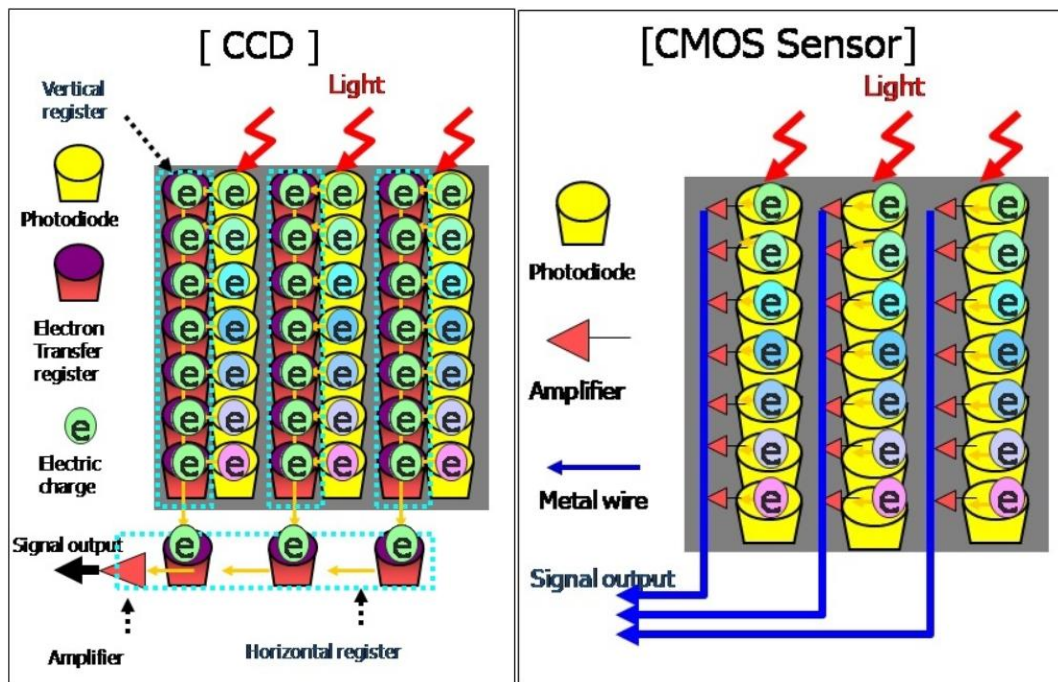 [ CCD ]
Vertical
register
Light
Photodiode
Electron
Transfer
register
e
Electric
charge
e e e e e e
e e e e e e
e e e e e e
e e e e e e
e e e e e e
e e e e e e
e e e e e e
e e e
Signal output
Amplifier
Horizontal register
[CMOS Sensor]
Light
Photodiode
Amplifier
Metal wire
e e e
e e e
e e e
e e e
e e e
e e e
e e e
Signal output